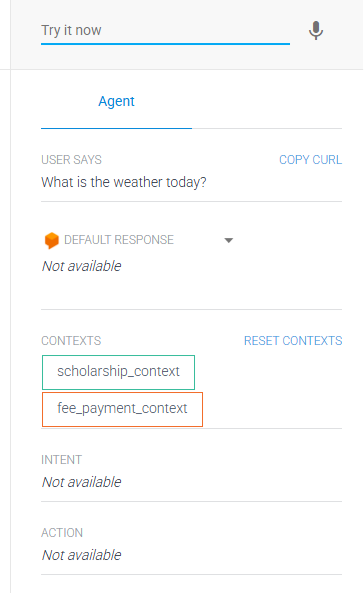 Try it now
Agent
USER SAYS COPY CURL
What is the weather today?
DEFAULT RESPONSE
Not available
CONTEXTS RESET CONTEXTS
scholarship_context
fee_payment_context
INTENT
Not available
ACTION
Not available